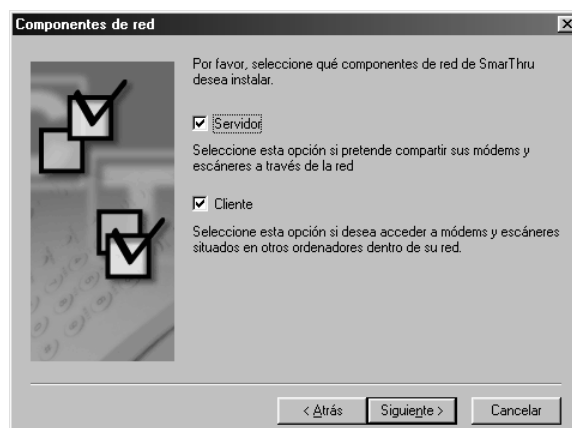 Componentes de red
Por favor, seleccione qué componentes de red de SmarThru
desea instalar.
Servidor
Seleccione esta opción si pretende compartir sus módems y
escáneres a través de la red
Cliente
Seleccione esta opción si desea acceder a módems y escáneres
situados en otros ordenadores dentro de su red.
< Atrás
Siguiente >
Cancelar